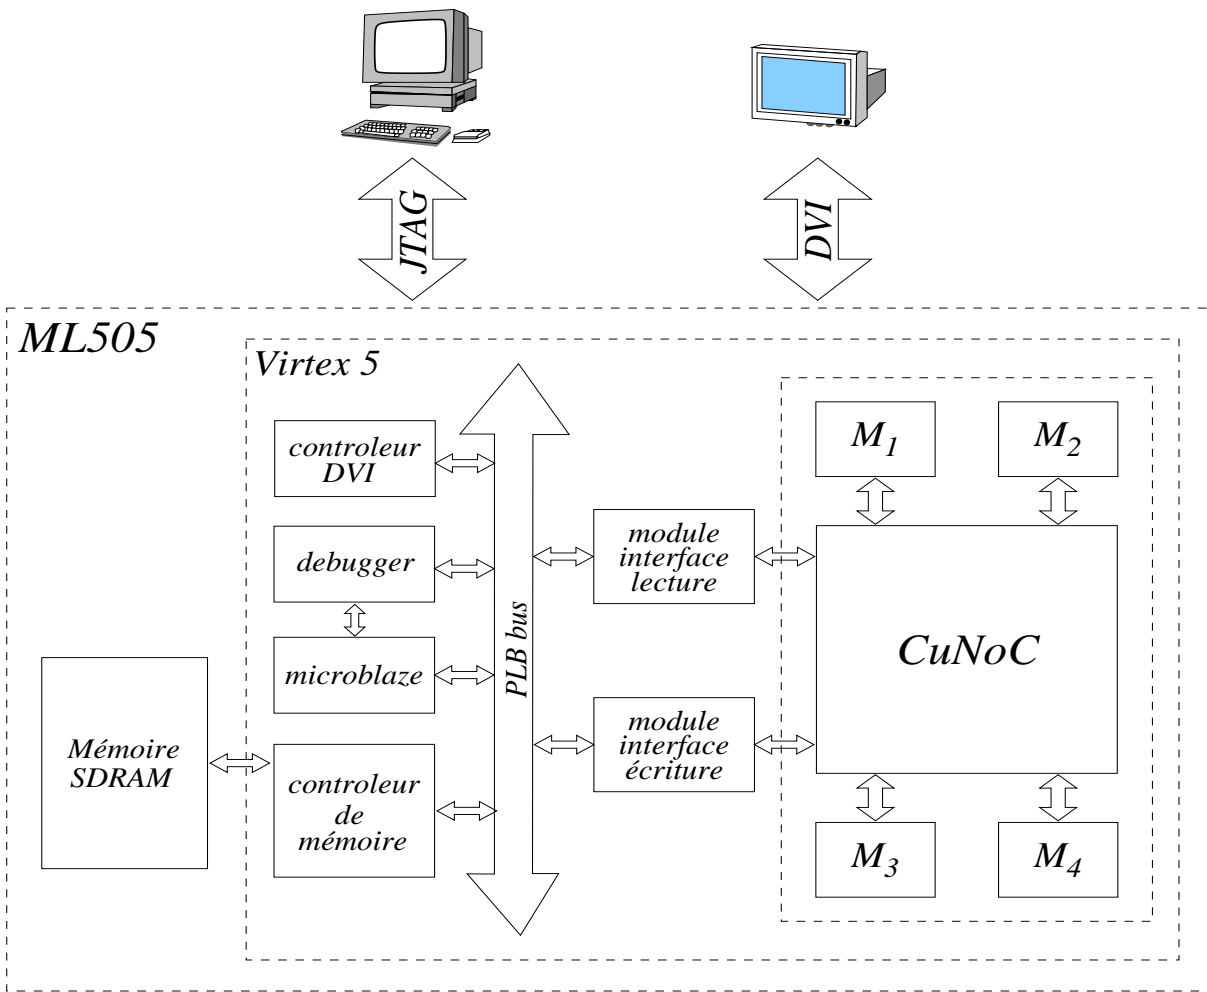 JTAG
DVI
ML505
Virtex 5
controleur
DVI
debugger
microblaze
controleur
de
mémoire
Mémoire
SDRAM
PLB bus
module
interface
lecture
module
interface
écriture
M1
M2
CuNoC
M3
M4